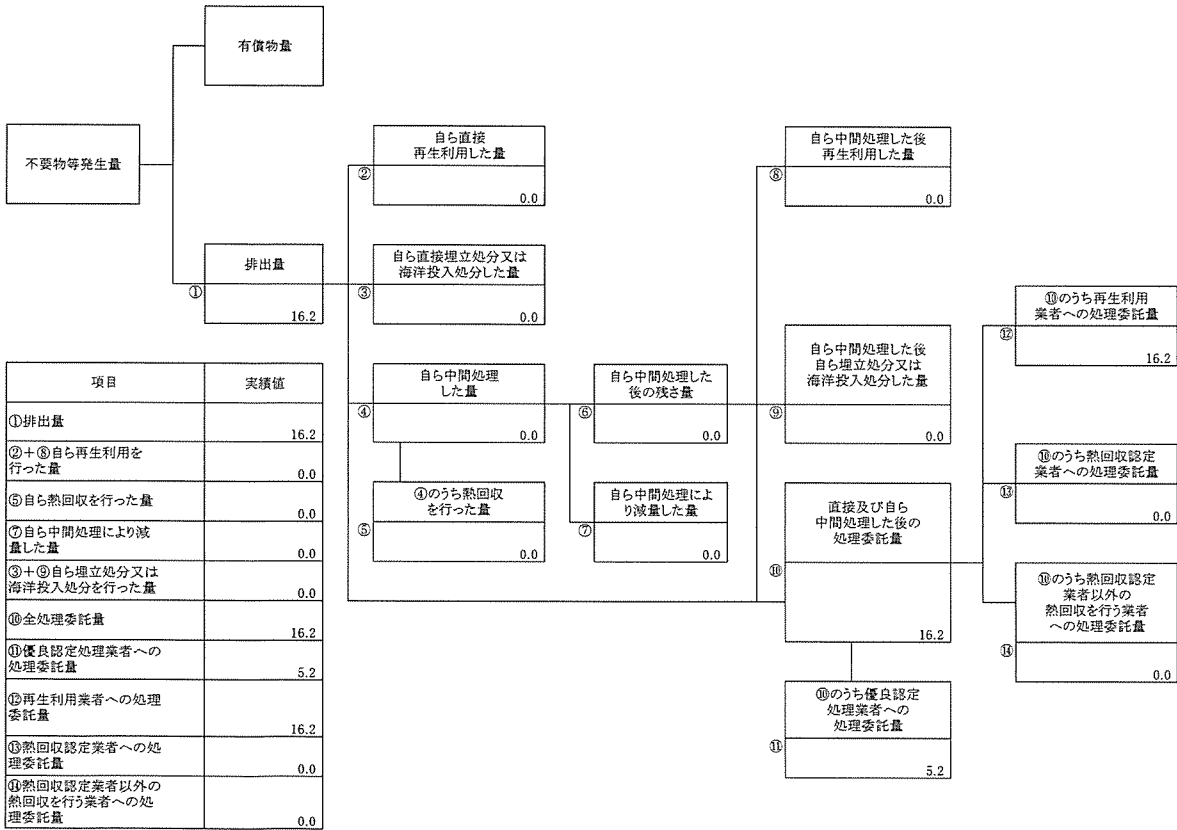 有償物量
不要物等発生量
排出量
①
16.2
自ら直接
再生利用した量
②
0.0
自ら直接埋立処分又は
海洋投入処分した量
③
0.0
自ら中間処理
した量
④
0.0
④のうち熱回収
を行った量
⑤
0.0
自ら中間処理した
後の残さ量
⑥
0.0
自ら中間処理によ
り減量した量
⑦
0.0
自ら中間処理した後
再生利用した量
⑧
0.0
自ら中間処理した後
自ら埋立処分又は
海洋投入処分した量
⑨
0.0
直接及び自ら
中間処理した後の
処理委託量
⑩
16.2
⑩のうち優良認定
処理業者への
処理委託量
⑪
5.2
⑩のうち再生利用
業者への処理委託量
⑫
16.2
⑩のうち熱回収認定
業者への処理委託量
⑬
0.0
⑩のうち熱回収認定
業者以外の
熱回収を行う業者
への処理委託量
⑭
0.0
項目 実績値
①排出量
16.2
②+⑧自ら再生利用を
行った量
0.0
⑤自ら熱回収を行った量
0.0
⑦自ら中間処理により減
量した量
0.0
③+⑨自ら埋立処分又は
海洋投入処分を行った量
0.0
⑩全処理委託量
16.2
⑪優良認定処理業者への
処理委託量
5.2
⑫再生利用業者への処理
委託量
16.2
⑬熱回収認定業者への処
理委託量
0.0
⑭熱回収認定業者以外の
熱回収を行う業者への処
理委託量
0.0